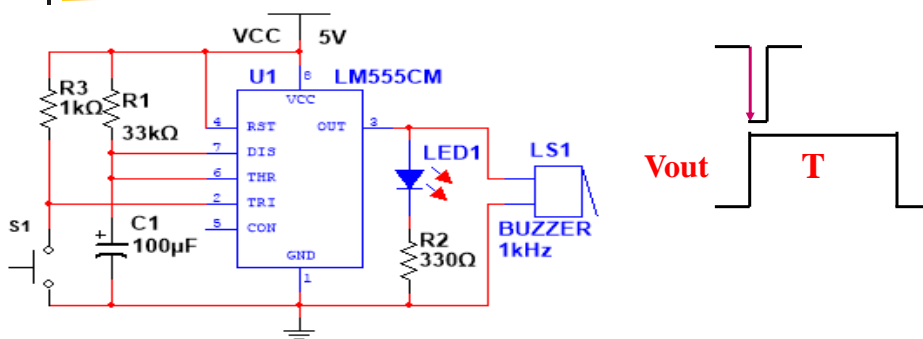 VCC 5V
U1 8 LM555CM
R3
1kΩ
R1
33kΩ
VCC
4 RST OUT 3
7 DIS
6 THR
2 TRI
5 CON
GND
1
S1
+
C1
100µF
LED1
R2
330Ω
LS1
BUZZER
1kHz
Vout T